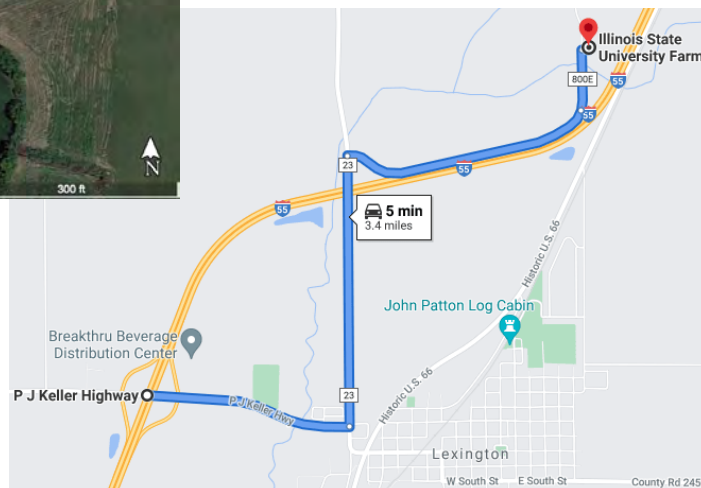 N
300 ft
Illinois State
University Farm
800E
55
55
23
55
55
5 min
3.4 miles
Historic U.S. 66
John Patton Log Cabin
Breakthru Beverage
Distribution Center
P J Keller Highway
P J Keller Hwy
23
Historic U.S. 66
Lexington
W South St
E South St
County Rd 245